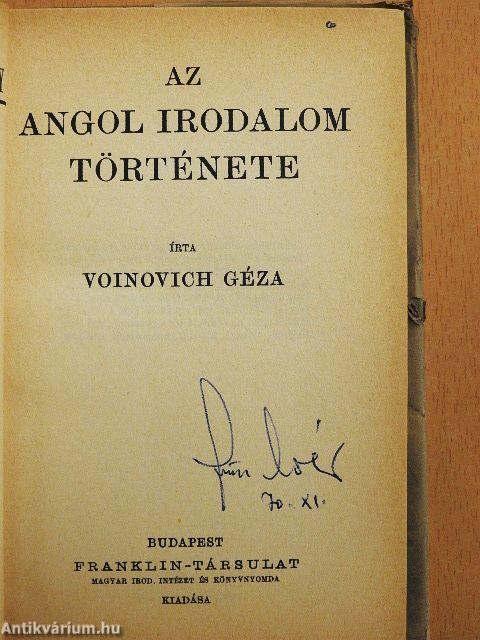 AZ
ANGOL IRODALOM
TÖRTÉNETE
ÍRTA
VOINOVICH GÉZA
70. XI.
BUDAPEST
FRANKLIN-TÁRSULAT
MAGYAR IROD. INTÉZET ÉS KÖNYVNYOMDA
KIADÁSA
Antikvárium.hu